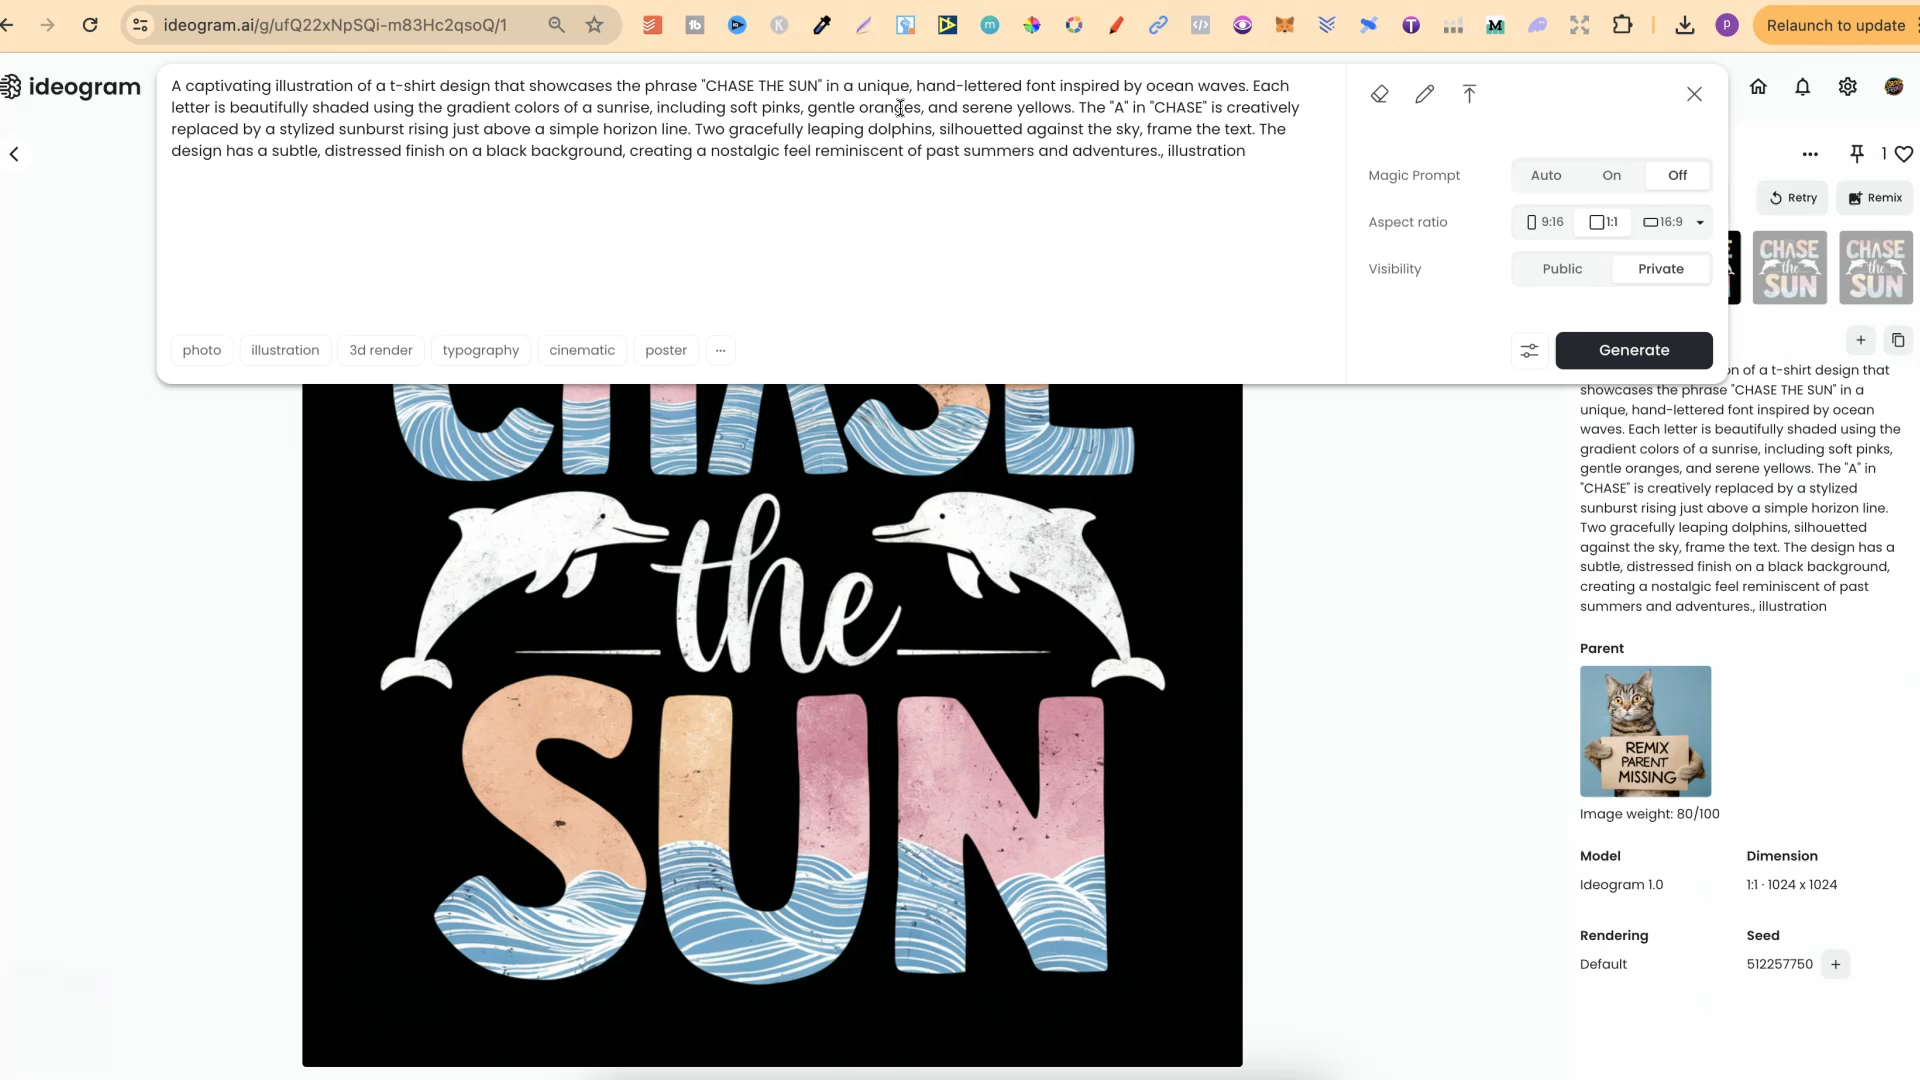 ideogram.ai/g/ufQ22xNpSQi-m83Hc2qsoQ/1
Relaunch to update
ideogram
A captivating illustration of a t-shirt design that showcases the phrase "CHASE THE SUN" in a unique, hand-lettered font inspired by ocean waves. Each
letter is beautifully shaded using the gradient colors of a sunrise, including soft pinks, gentle oranges, and serene yellows. The "A" in "CHASE" is creatively
replaced by a stylized sunburst rising just above a simple horizon line. Two gracefully leaping dolphins, silhouetted against the sky, frame the text. The
design has a subtle, distressed finish on a black background, creating a nostalgic feel reminiscent of past summers and adventures., illustration
photo
illustration
3d render
typography
cinematic
poster
...
Magic Prompt
Auto
On
Off
Aspect ratio
9:16
1:1
16:9
Visibility
Public
Private
Generate
1
Retry
Remix
CHASE
the
SUN
CHASE
the
SUN
CHASE
the
SUN
n of a t-shirt design that
showcases the phrase "CHASE THE SUN" in a
unique, hand-lettered font inspired by ocean
waves. Each letter is beautifully shaded using the
gradient colors of a sunrise, including soft pinks,
gentle oranges, and serene yellows. The "A" in
"CHASE" is creatively replaced by a stylized
sunburst rising just above a simple horizon line.
Two gracefully leaping dolphins, silhouetted
against the sky, frame the text. The design has a
subtle, distressed finish on a black background,
creating a nostalgic feel reminiscent of past
summers and adventures., illustration
Parent
REMIX
PARENT
MISSING
Image weight: 80/100
Model
Dimension
Ideogram 1.0
1:1 · 1024 x 1024
Rendering
Seed
Default
512257750